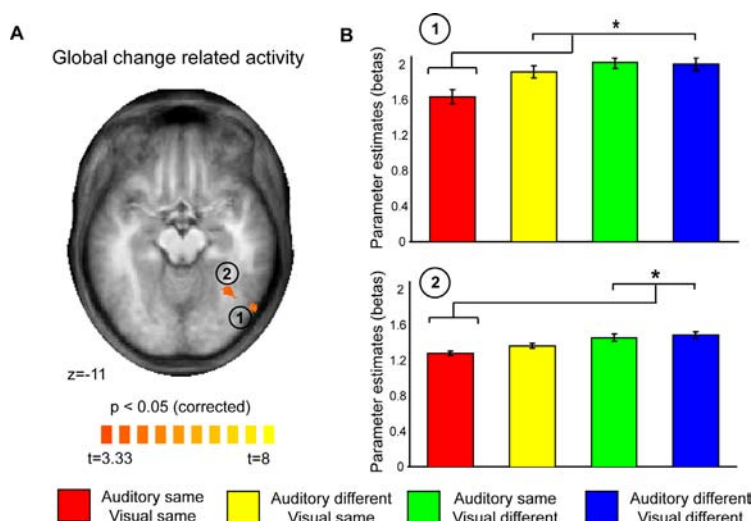 A
Global change related activity
2
1
z=-11
p < 0.05 (corrected)
t=3.33
t=8
B
1
*
Parameter estimates (betas)
2
1.6
1.2
0.8
0.4
0
2
*
Parameter estimates (betas)
2
1.6
1.2
0.8
0.4
0
Auditory same
Visual same
Auditory different
Visual same
Auditory same
Visual different
Auditory different
Visual different